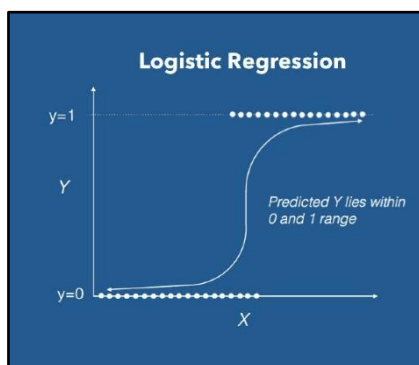 Logistic Regression
y=1
Y
Predicted Y lies within
0 and 1 range
y=0
X